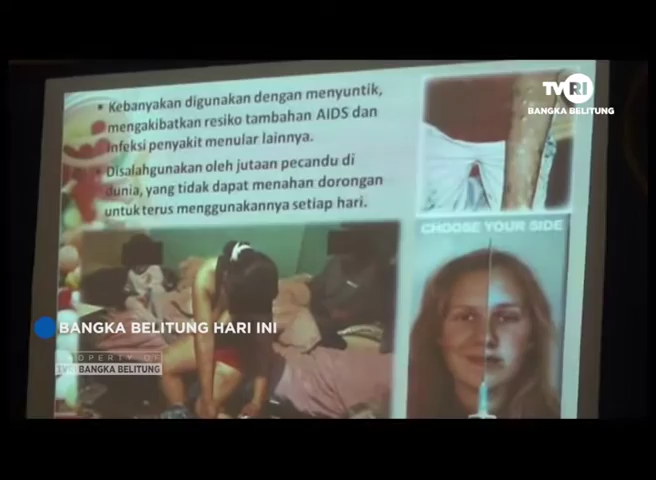 TVRI
BANGKA BELITUNG
• Kebanyakan digunakan dengan menyuntik,
mengakibatkan resiko tambahan AIDS dan
infeksi penyakit menular lainnya.
• Disalahgunakan oleh jutaan pecandu di
dunia, yang tidak dapat menahan dorongan
untuk terus menggunakannya setiap hari.
CHOOSE YOUR SIDE
BANGKA BELITUNG HARI INI
PROPERTY OF
TVRI BANGKA BELITUNG